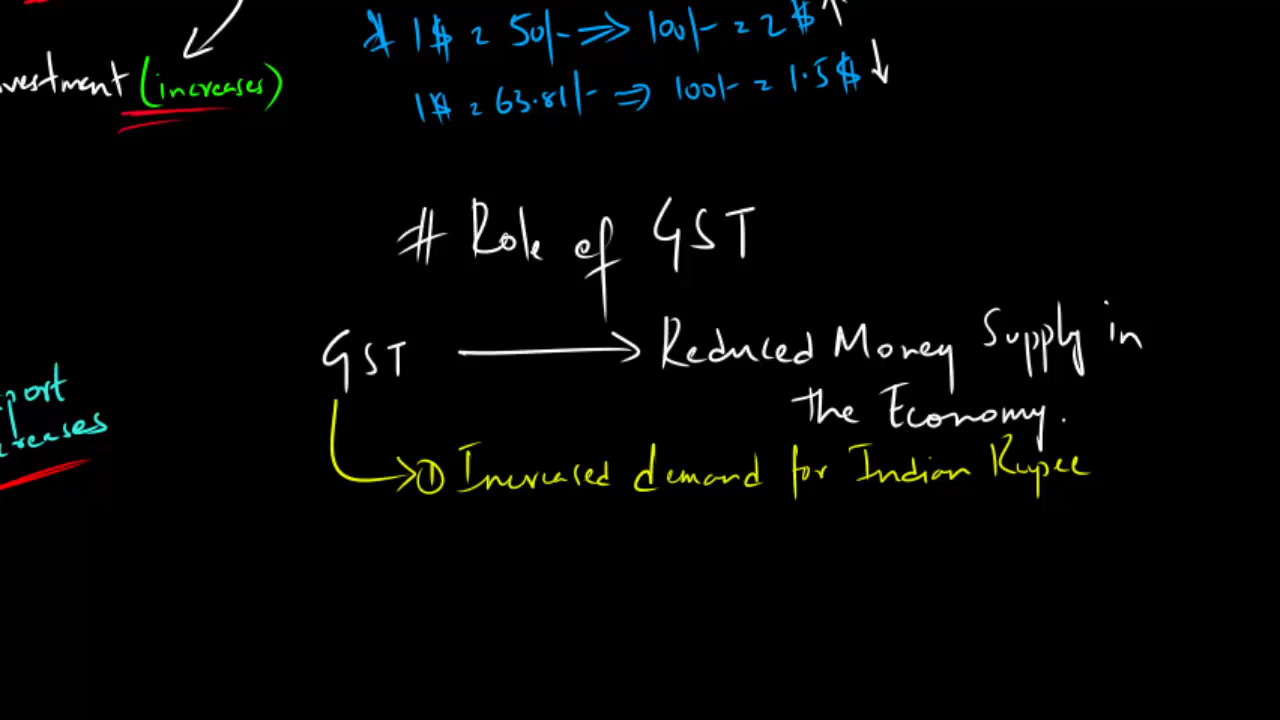 $ 1$ = 50/- ⇒ 100/- = 2$ ↑
nvestment (increases)
1$ = 63.81/- ⇒ 100/- = 1.5$ ↓
# Role of GST
GST → Reduced Money Supply in
the Economy.
port
creases
① Increased demand for Indian Rupee